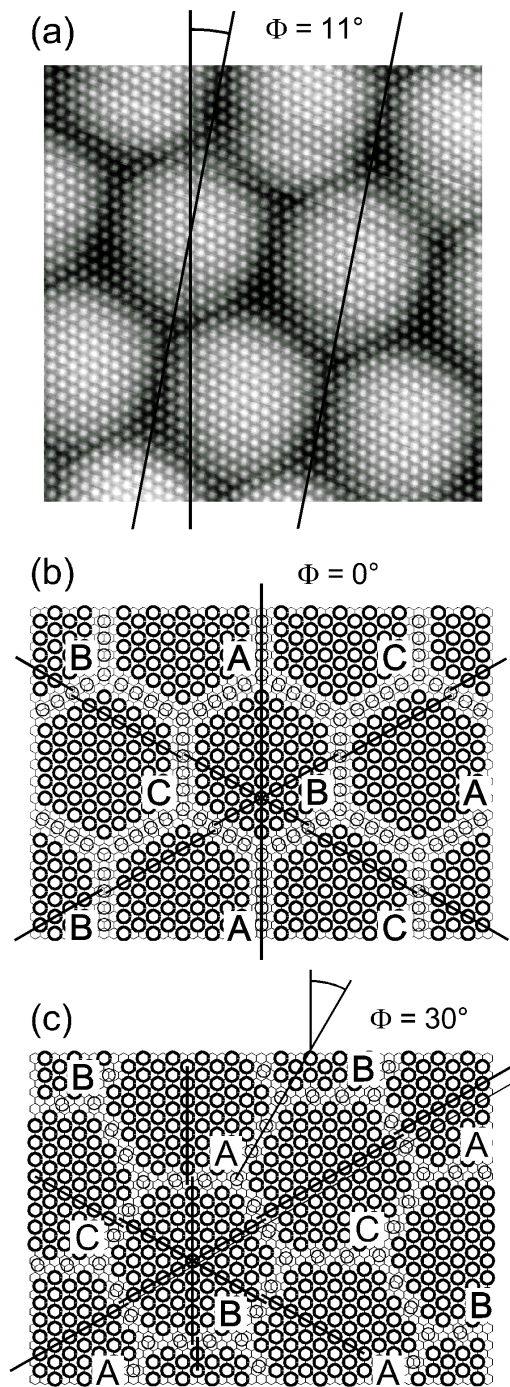 (a) Φ = 11°
(b) Φ = 0°
B A C
C B A
B A C
(c) Φ = 30°
B B
A A
C C
B B
A A